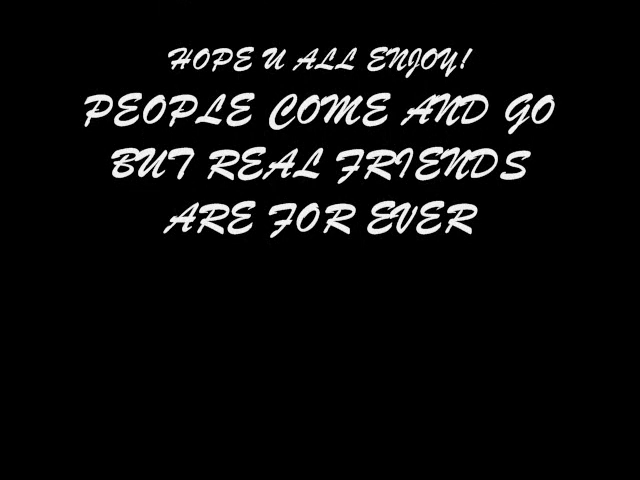 HOPE U ALL ENJOY!
PEOPLE COME AND GO
BUT REAL FRIENDS
ARE FOR EVER